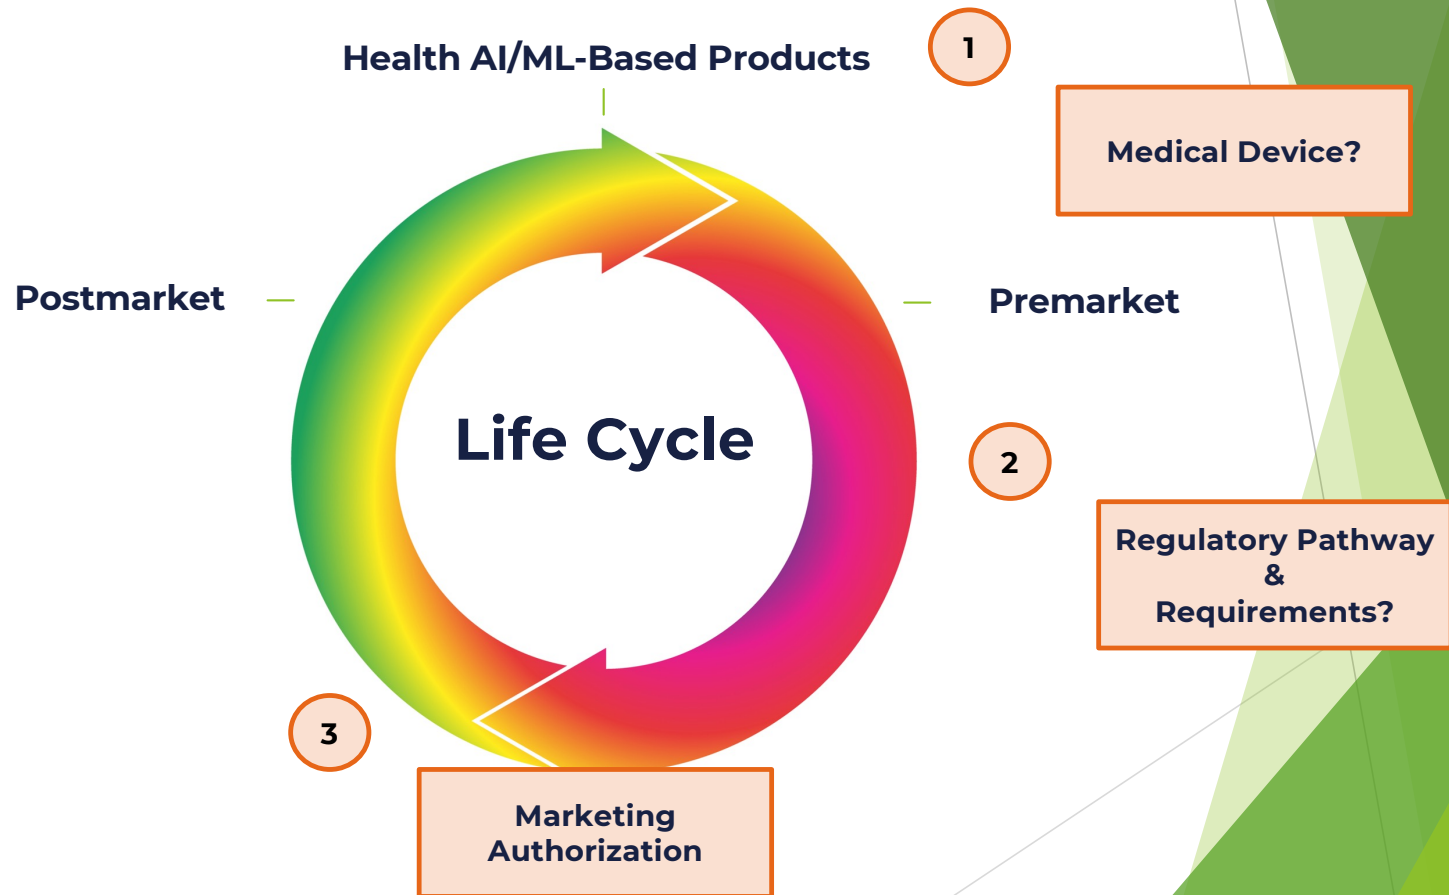 Health AI/ML-Based Products
1
Medical Device?
Postmarket
Premarket
Life Cycle
2
Regulatory Pathway
&
Requirements?
3
Marketing
Authorization